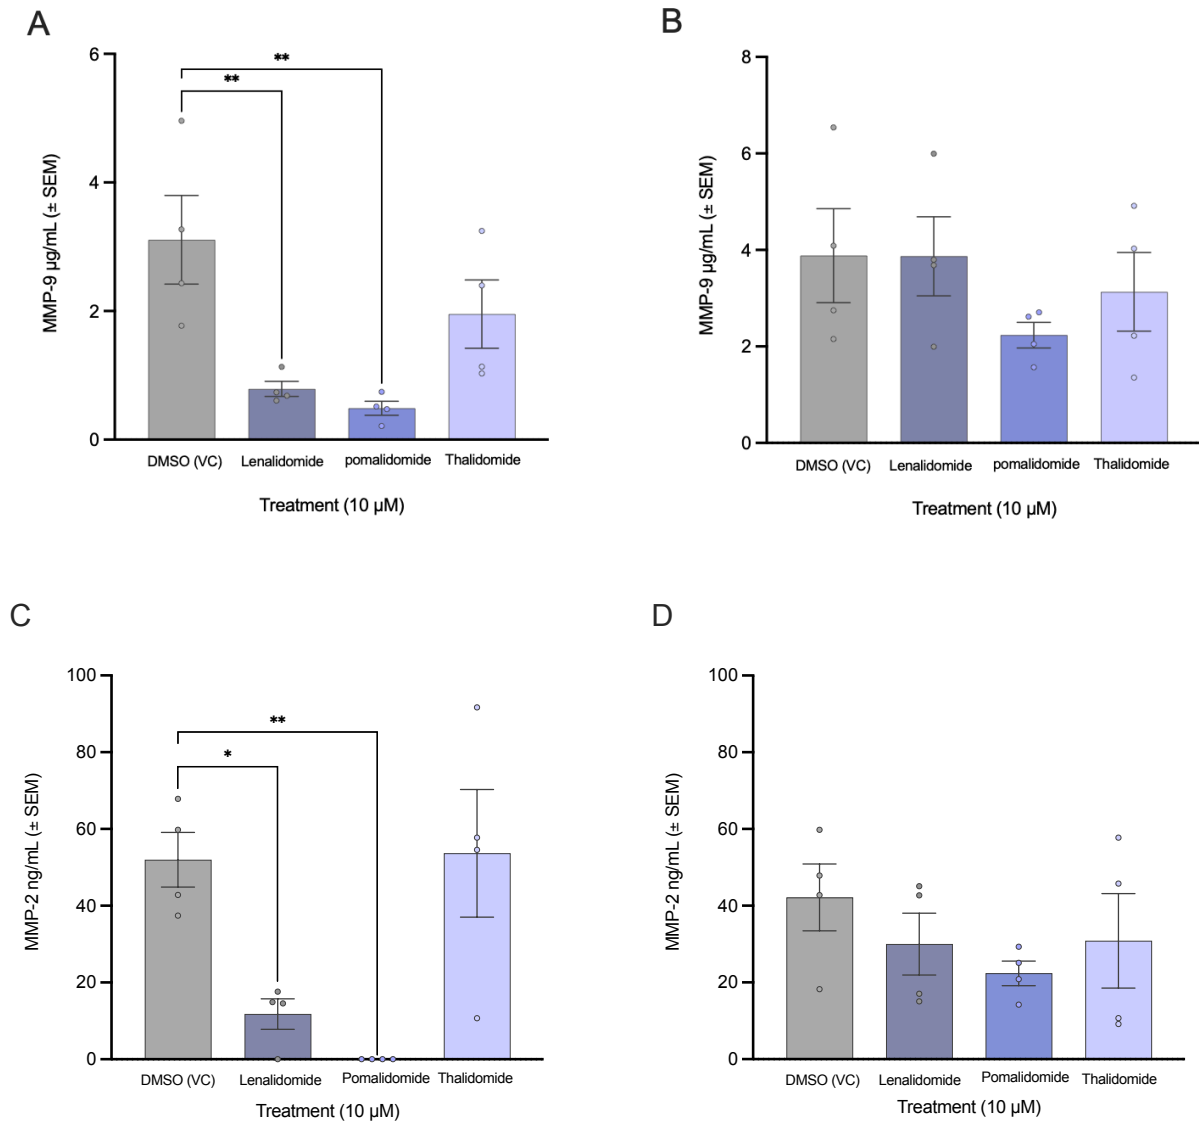 A
6
4
2
0
MMP-9 µg/mL (± SEM)
**
**
DMSO (VC) Lenalidomide pomalidomide Thalidomide
Treatment (10 µM)
B
8
6
4
2
0
MMP-9 µg/mL (± SEM)
DMSO (VC) Lenalidomide pomalidomide Thalidomide
Treatment (10 µM)
C
100
80
60
40
20
0
MMP-2 ng/mL (± SEM)
**
*
DMSO (VC) Lenalidomide Pomalidomide Thalidomide
Treatment (10 µM)
D
100
80
60
40
20
0
MMP-2 ng/mL (± SEM)
DMSO (VC) Lenalidomide Pomalidomide Thalidomide
Treatment (10 µM)